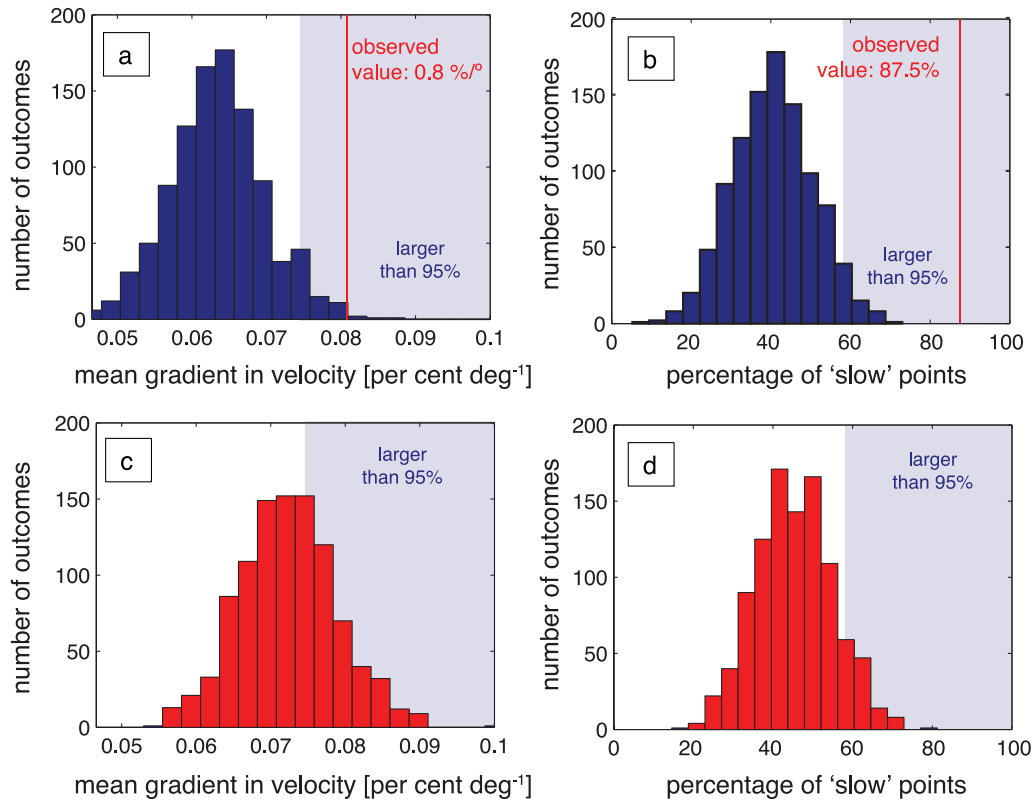 200
150
100
50
0
number of outcomes
a
observed
value: 0.8 %/º
larger
than 95%
0.05
0.06
0.07
0.08
0.09
0.1
mean gradient in velocity [per cent deg⁻¹]
200
150
100
50
0
number of outcomes
b
observed
value: 87.5%
larger
than 95%
0
20
40
60
80
100
percentage of ‘slow’ points
200
150
100
50
0
number of outcomes
c
larger
than 95%
0.05
0.06
0.07
0.08
0.09
0.1
mean gradient in velocity [per cent deg⁻¹]
200
150
100
50
0
number of outcomes
d
larger
than 95%
0
20
40
60
80
100
percentage of ‘slow’ points